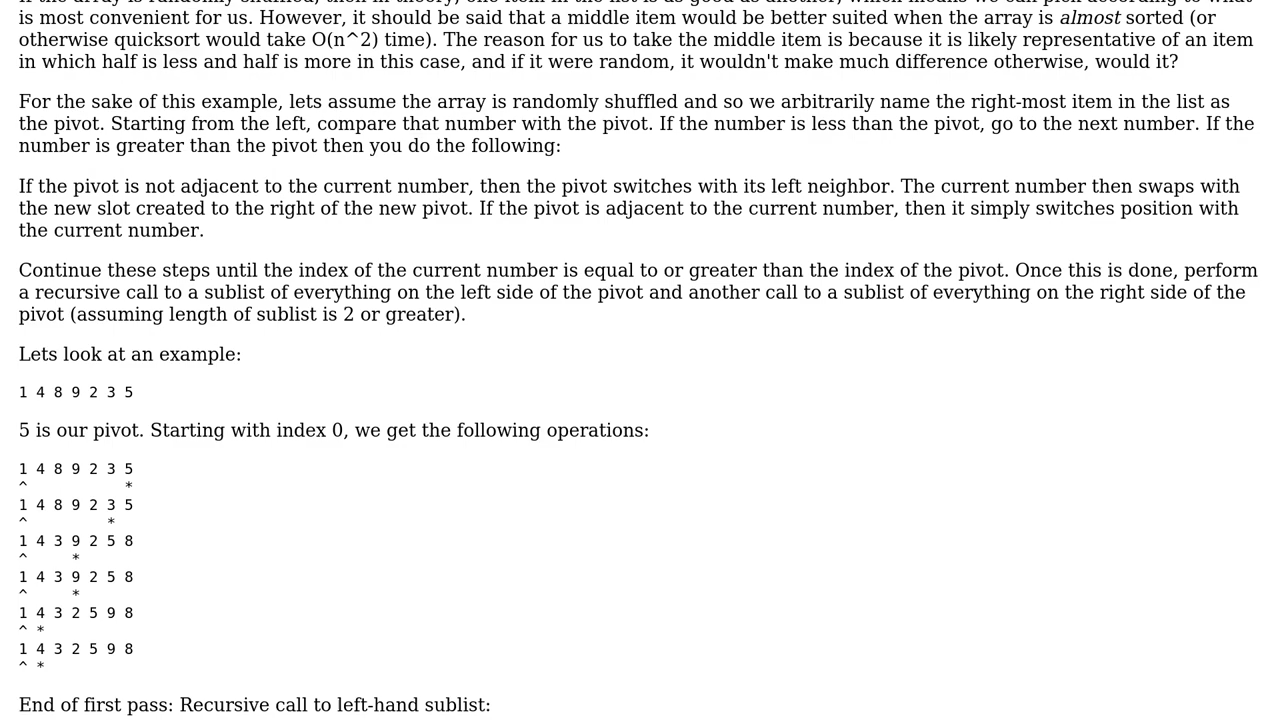 is most convenient for us. However, it should be said that a middle item would be better suited when the array is almost sorted (or
otherwise quicksort would take O(n^2) time). The reason for us to take the middle item is because it is likely representative of an item
in which half is less and half is more in this case, and if it were random, it wouldn't make much difference otherwise, would it?
For the sake of this example, lets assume the array is randomly shuffled and so we arbitrarily name the right-most item in the list as
the pivot. Starting from the left, compare that number with the pivot. If the number is less than the pivot, go to the next number. If the
number is greater than the pivot then you do the following:
If the pivot is not adjacent to the current number, then the pivot switches with its left neighbor. The current number then swaps with
the new slot created to the right of the new pivot. If the pivot is adjacent to the current number, then it simply switches position with
the current number.
Continue these steps until the index of the current number is equal to or greater than the index of the pivot. Once this is done, perform
a recursive call to a sublist of everything on the left side of the pivot and another call to a sublist of everything on the right side of the
pivot (assuming length of sublist is 2 or greater).
Lets look at an example:
1 4 8 9 2 3 5
5 is our pivot. Starting with index 0, we get the following operations:
1 4 8 9 2 3 5
^           *
1 4 8 9 2 3 5
^         *
1 4 3 9 2 5 8
^     *
1 4 3 9 2 5 8
^     *
1 4 3 2 5 9 8
^ *
1 4 3 2 5 9 8
^ *
End of first pass: Recursive call to left-hand sublist: